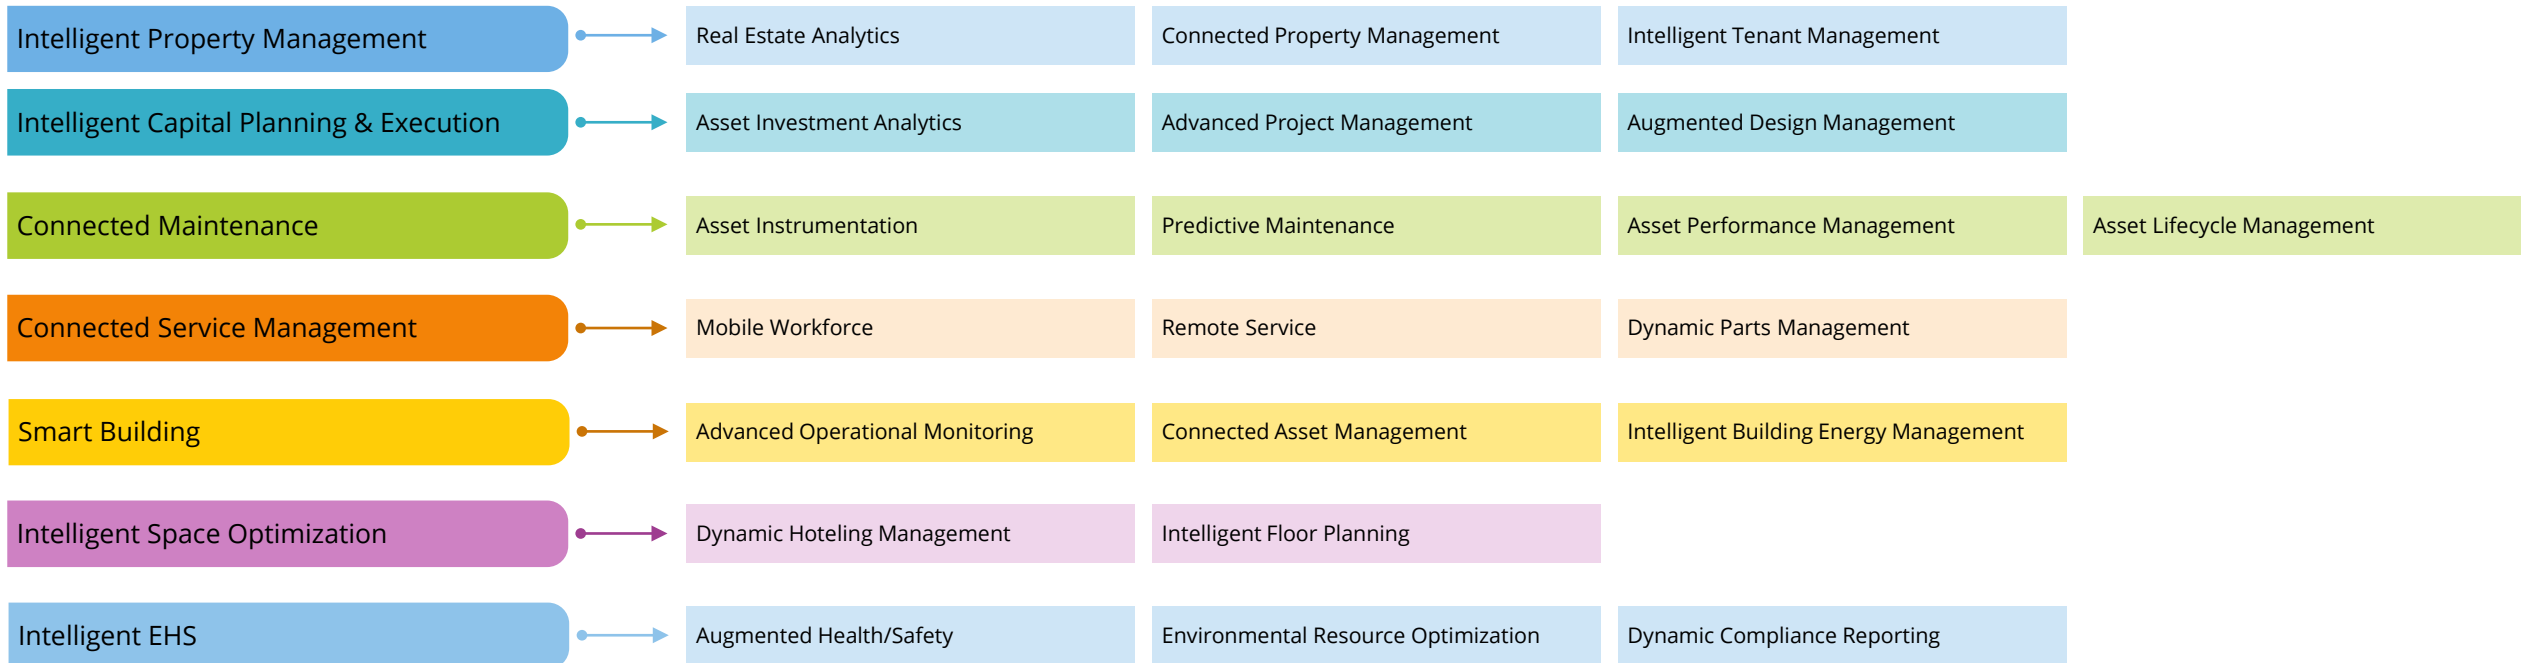 Intelligent Property Management
Real Estate Analytics
Connected Property Management
Intelligent Tenant Management
Intelligent Capital Planning & Execution
Asset Investment Analytics
Advanced Project Management
Augmented Design Management
Connected Maintenance
Asset Instrumentation
Predictive Maintenance
Asset Performance Management
Asset Lifecycle Management
Connected Service Management
Mobile Workforce
Remote Service
Dynamic Parts Management
Smart Building
Advanced Operational Monitoring
Connected Asset Management
Intelligent Building Energy Management
Intelligent Space Optimization
Dynamic Hoteling Management
Intelligent Floor Planning
Intelligent EHS
Augmented Health/Safety
Environmental Resource Optimization
Dynamic Compliance Reporting